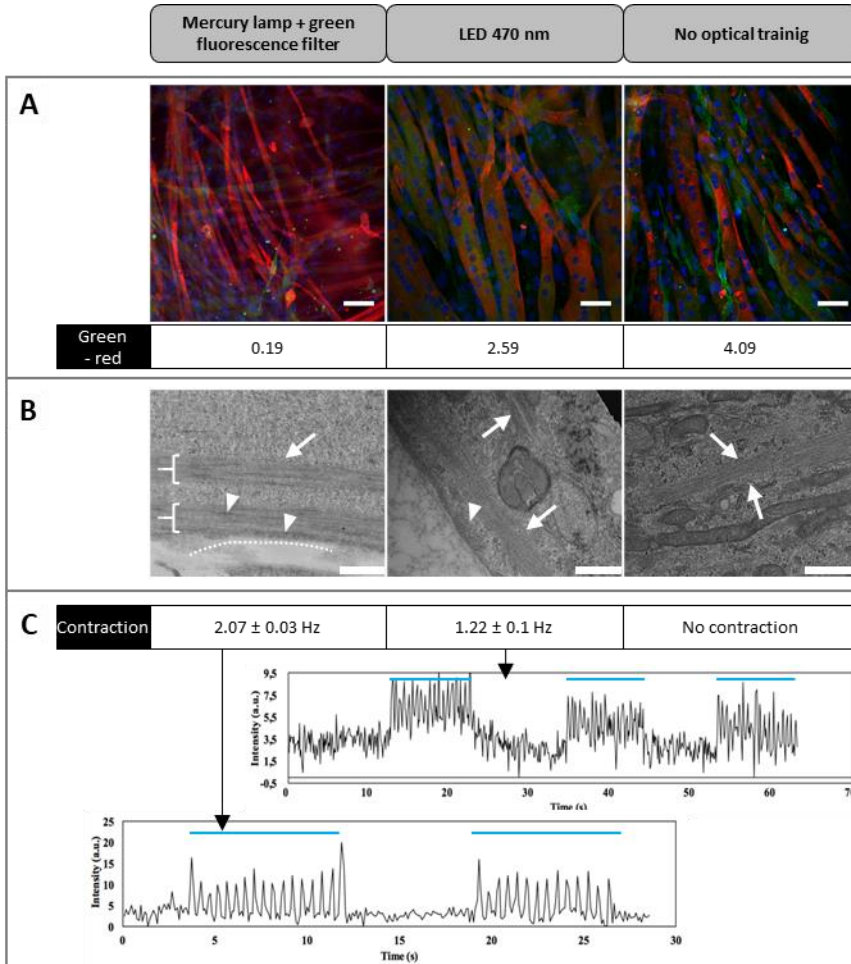 Mercury lamp + green
fluorescence filter
LED 470 nm
No optical trainig
A
Green
- red
0.19
2.59
4.09
B
C
Contraction
2.07 ± 0.03 Hz
1.22 ± 0.1 Hz
No contraction
9,5
7,5
5,5
3,5
1,5
-0,5
Intensity (a.u.)
0
10
20
30
40
50
60
70
Time (s)
25
20
15
10
5
0
Intensity (a.u.)
0
5
10
15
20
25
30
Time (s)